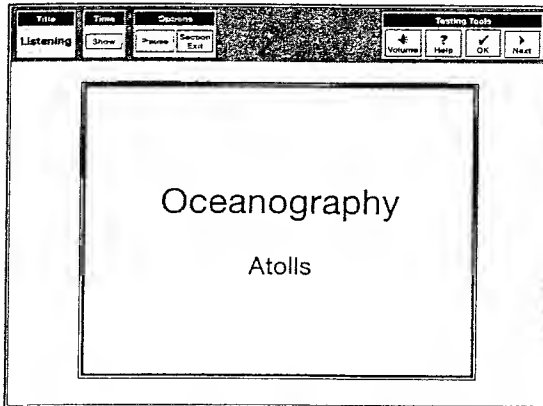 Title
Time
Options
Testing Tools
Listening
Show
Pause
Section
Exit
Volume
?
Help
✓
OK
Next
Oceanography
Atolls